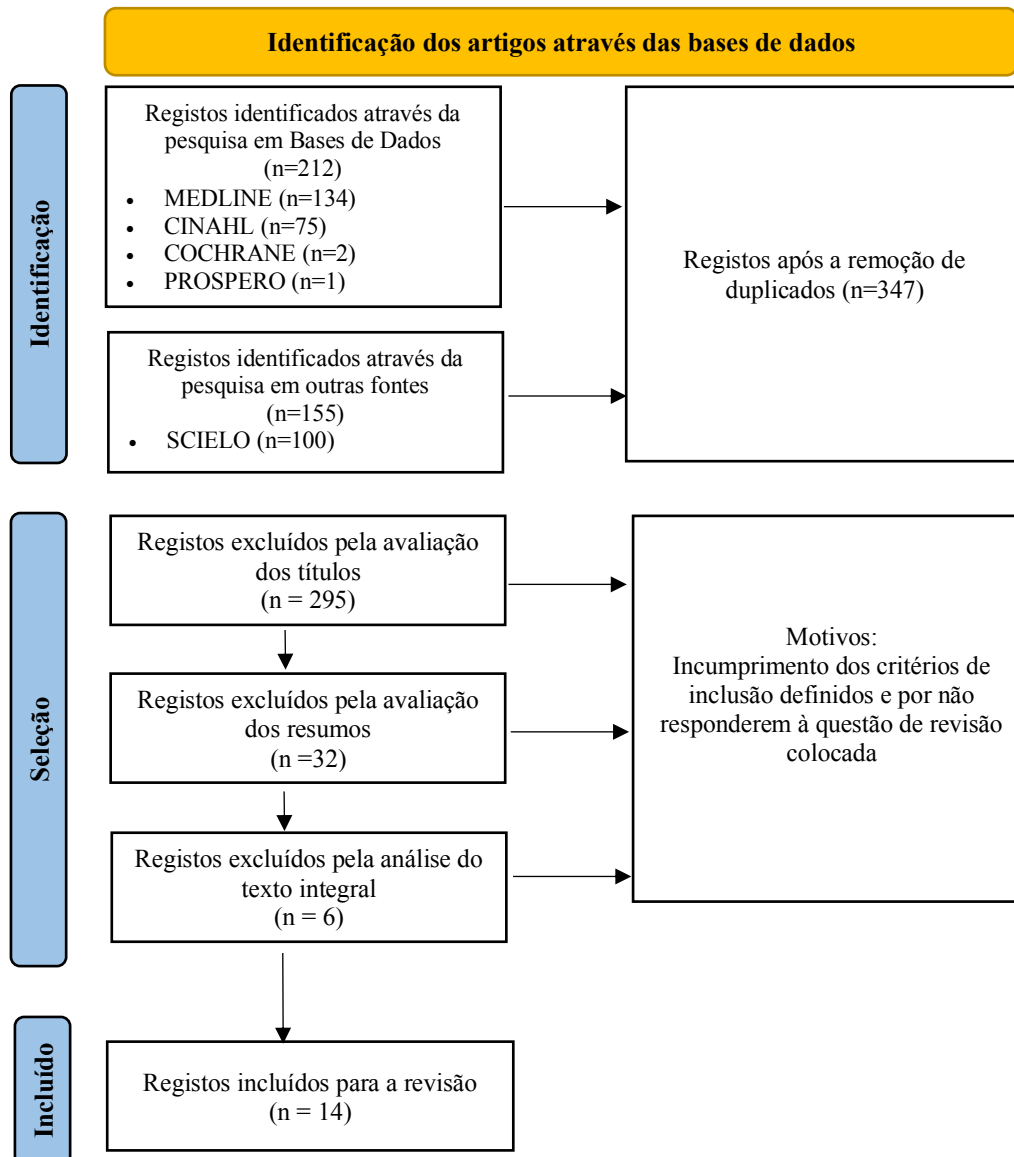 Identificação dos artigos através das bases de dados
Identificação
Registos identificados através da
pesquisa em Bases de Dados
(n=212)
• MEDLINE (n=134)
• CINAHL (n=75)
• COCHRANE (n=2)
• PROSPERO (n=1)
Registos após a remoção de
duplicados (n=347)
Registos identificados através da
pesquisa em outras fontes
(n=155)
• SCIELO (n=100)
Seleção
Registos excluídos pela avaliação
dos títulos
(n = 295)
Registos excluídos pela avaliação
dos resumos
(n =32)
Registos excluídos pela análise do
texto integral
(n = 6)
Motivos:
Incumprimento dos critérios de
inclusão definidos e por não
responderem à questão de revisão
colocada
Incluído
Registos incluídos para a revisão
(n = 14)